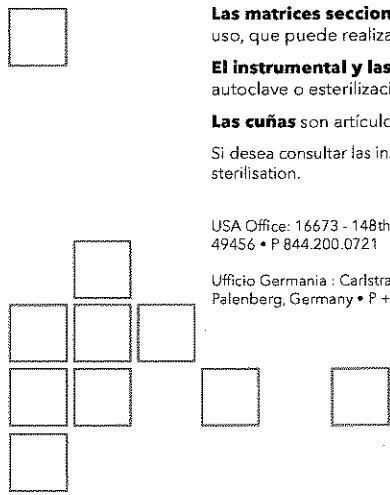 Las matrices seccion
uso, que puede realiza
El instrumental y las
autoclave o esterilizaci
Las cuñas son artículo
Si desea consultar las in
sterilisation.
USA Office: 16673 - 148th
49456 • P 844.200.0721
Ufficio Germania : Carlstra
Palenberg, Germany • P +